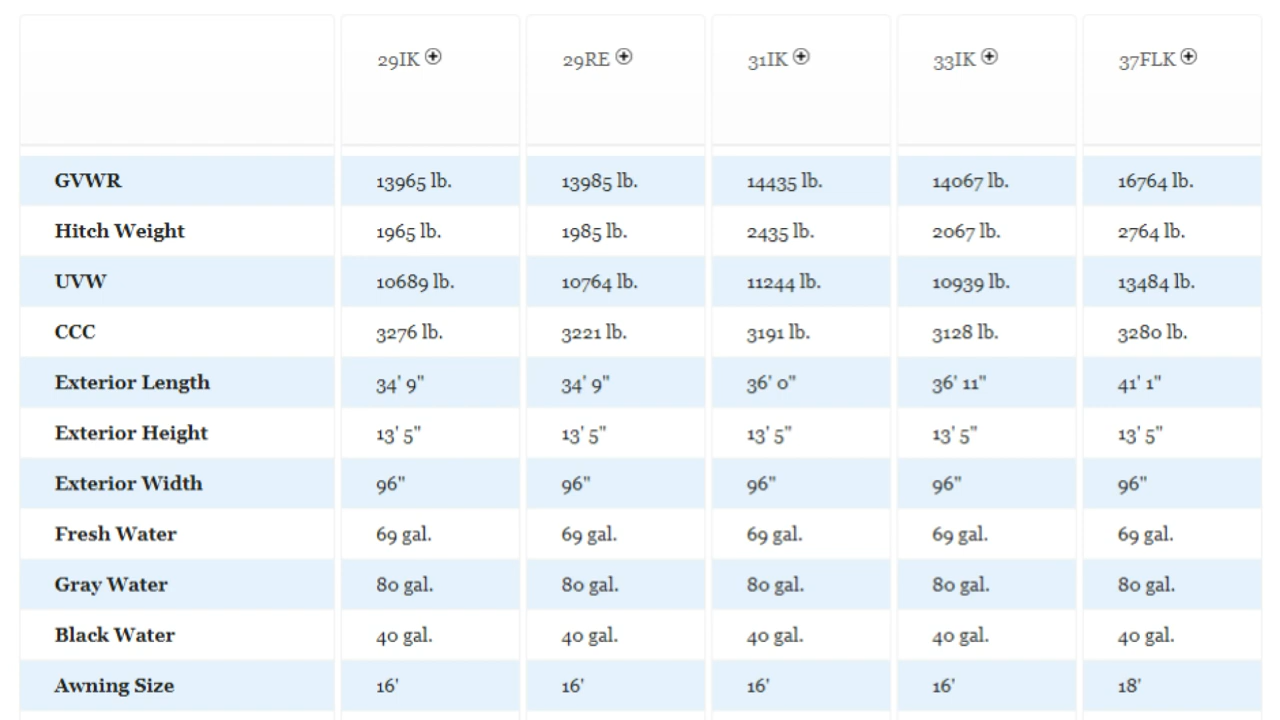 29IK 29RE 31IK 33IK 37FLK
GVWR 13965 lb. 13985 lb. 14435 lb. 14067 lb. 16764 lb.
Hitch Weight 1965 lb. 1985 lb. 2435 lb. 2067 lb. 2764 lb.
UVW 10689 lb. 10764 lb. 11244 lb. 10939 lb. 13484 lb.
CCC 3276 lb. 3221 lb. 3191 lb. 3128 lb. 3280 lb.
Exterior Length 34' 9" 34' 9" 36' 0" 36' 11" 41' 1"
Exterior Height 13' 5" 13' 5" 13' 5" 13' 5" 13' 5"
Exterior Width 96" 96" 96" 96" 96"
Fresh Water 69 gal. 69 gal. 69 gal. 69 gal. 69 gal.
Gray Water 80 gal. 80 gal. 80 gal. 80 gal. 80 gal.
Black Water 40 gal. 40 gal. 40 gal. 40 gal. 40 gal.
Awning Size 16' 16' 16' 16' 18'